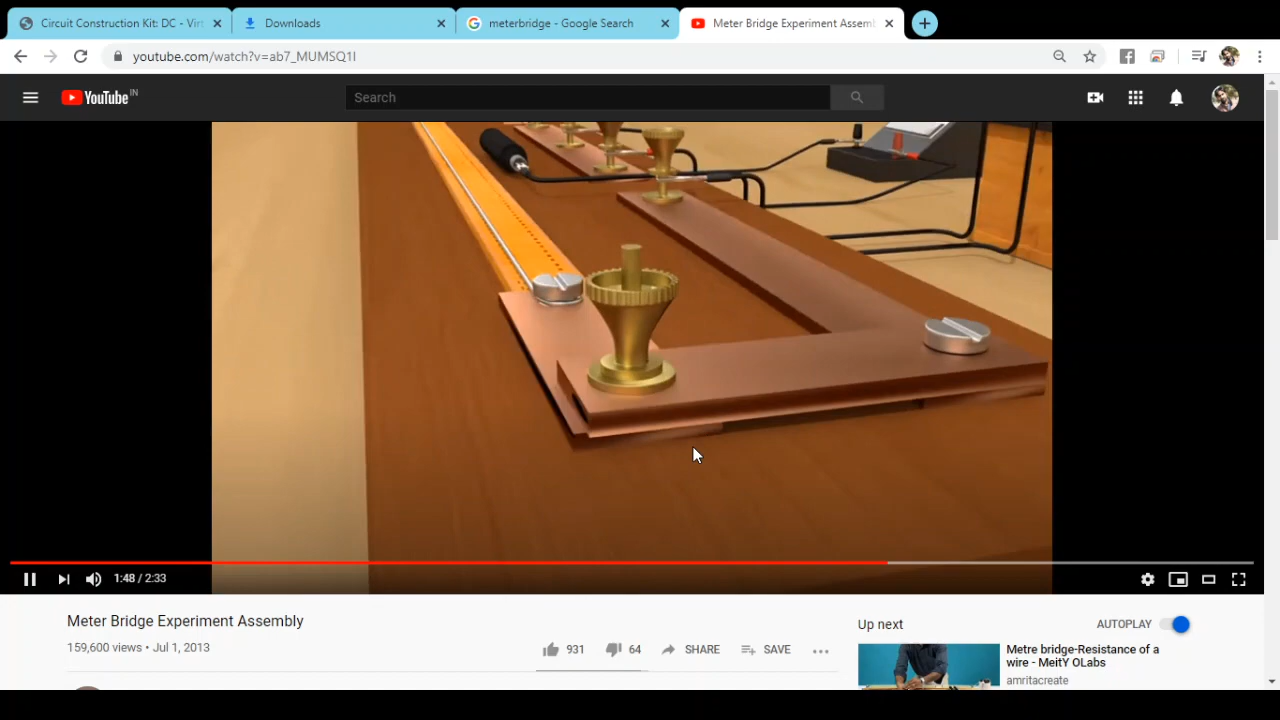 Circuit Construction Kit: DC - Virt
Downloads
meterbridge - Google Search
Meter Bridge Experiment Assemb
youtube.com/watch?v=ab7_MUMSQ1I
YouTube IN
Search
1:48 / 2:33
Meter Bridge Experiment Assembly
159,600 views • Jul 1, 2013
931
64
SHARE
SAVE
Up next
AUTOPLAY
Metre bridge-Resistance of a
wire - MeitY OLabs
amritacreate